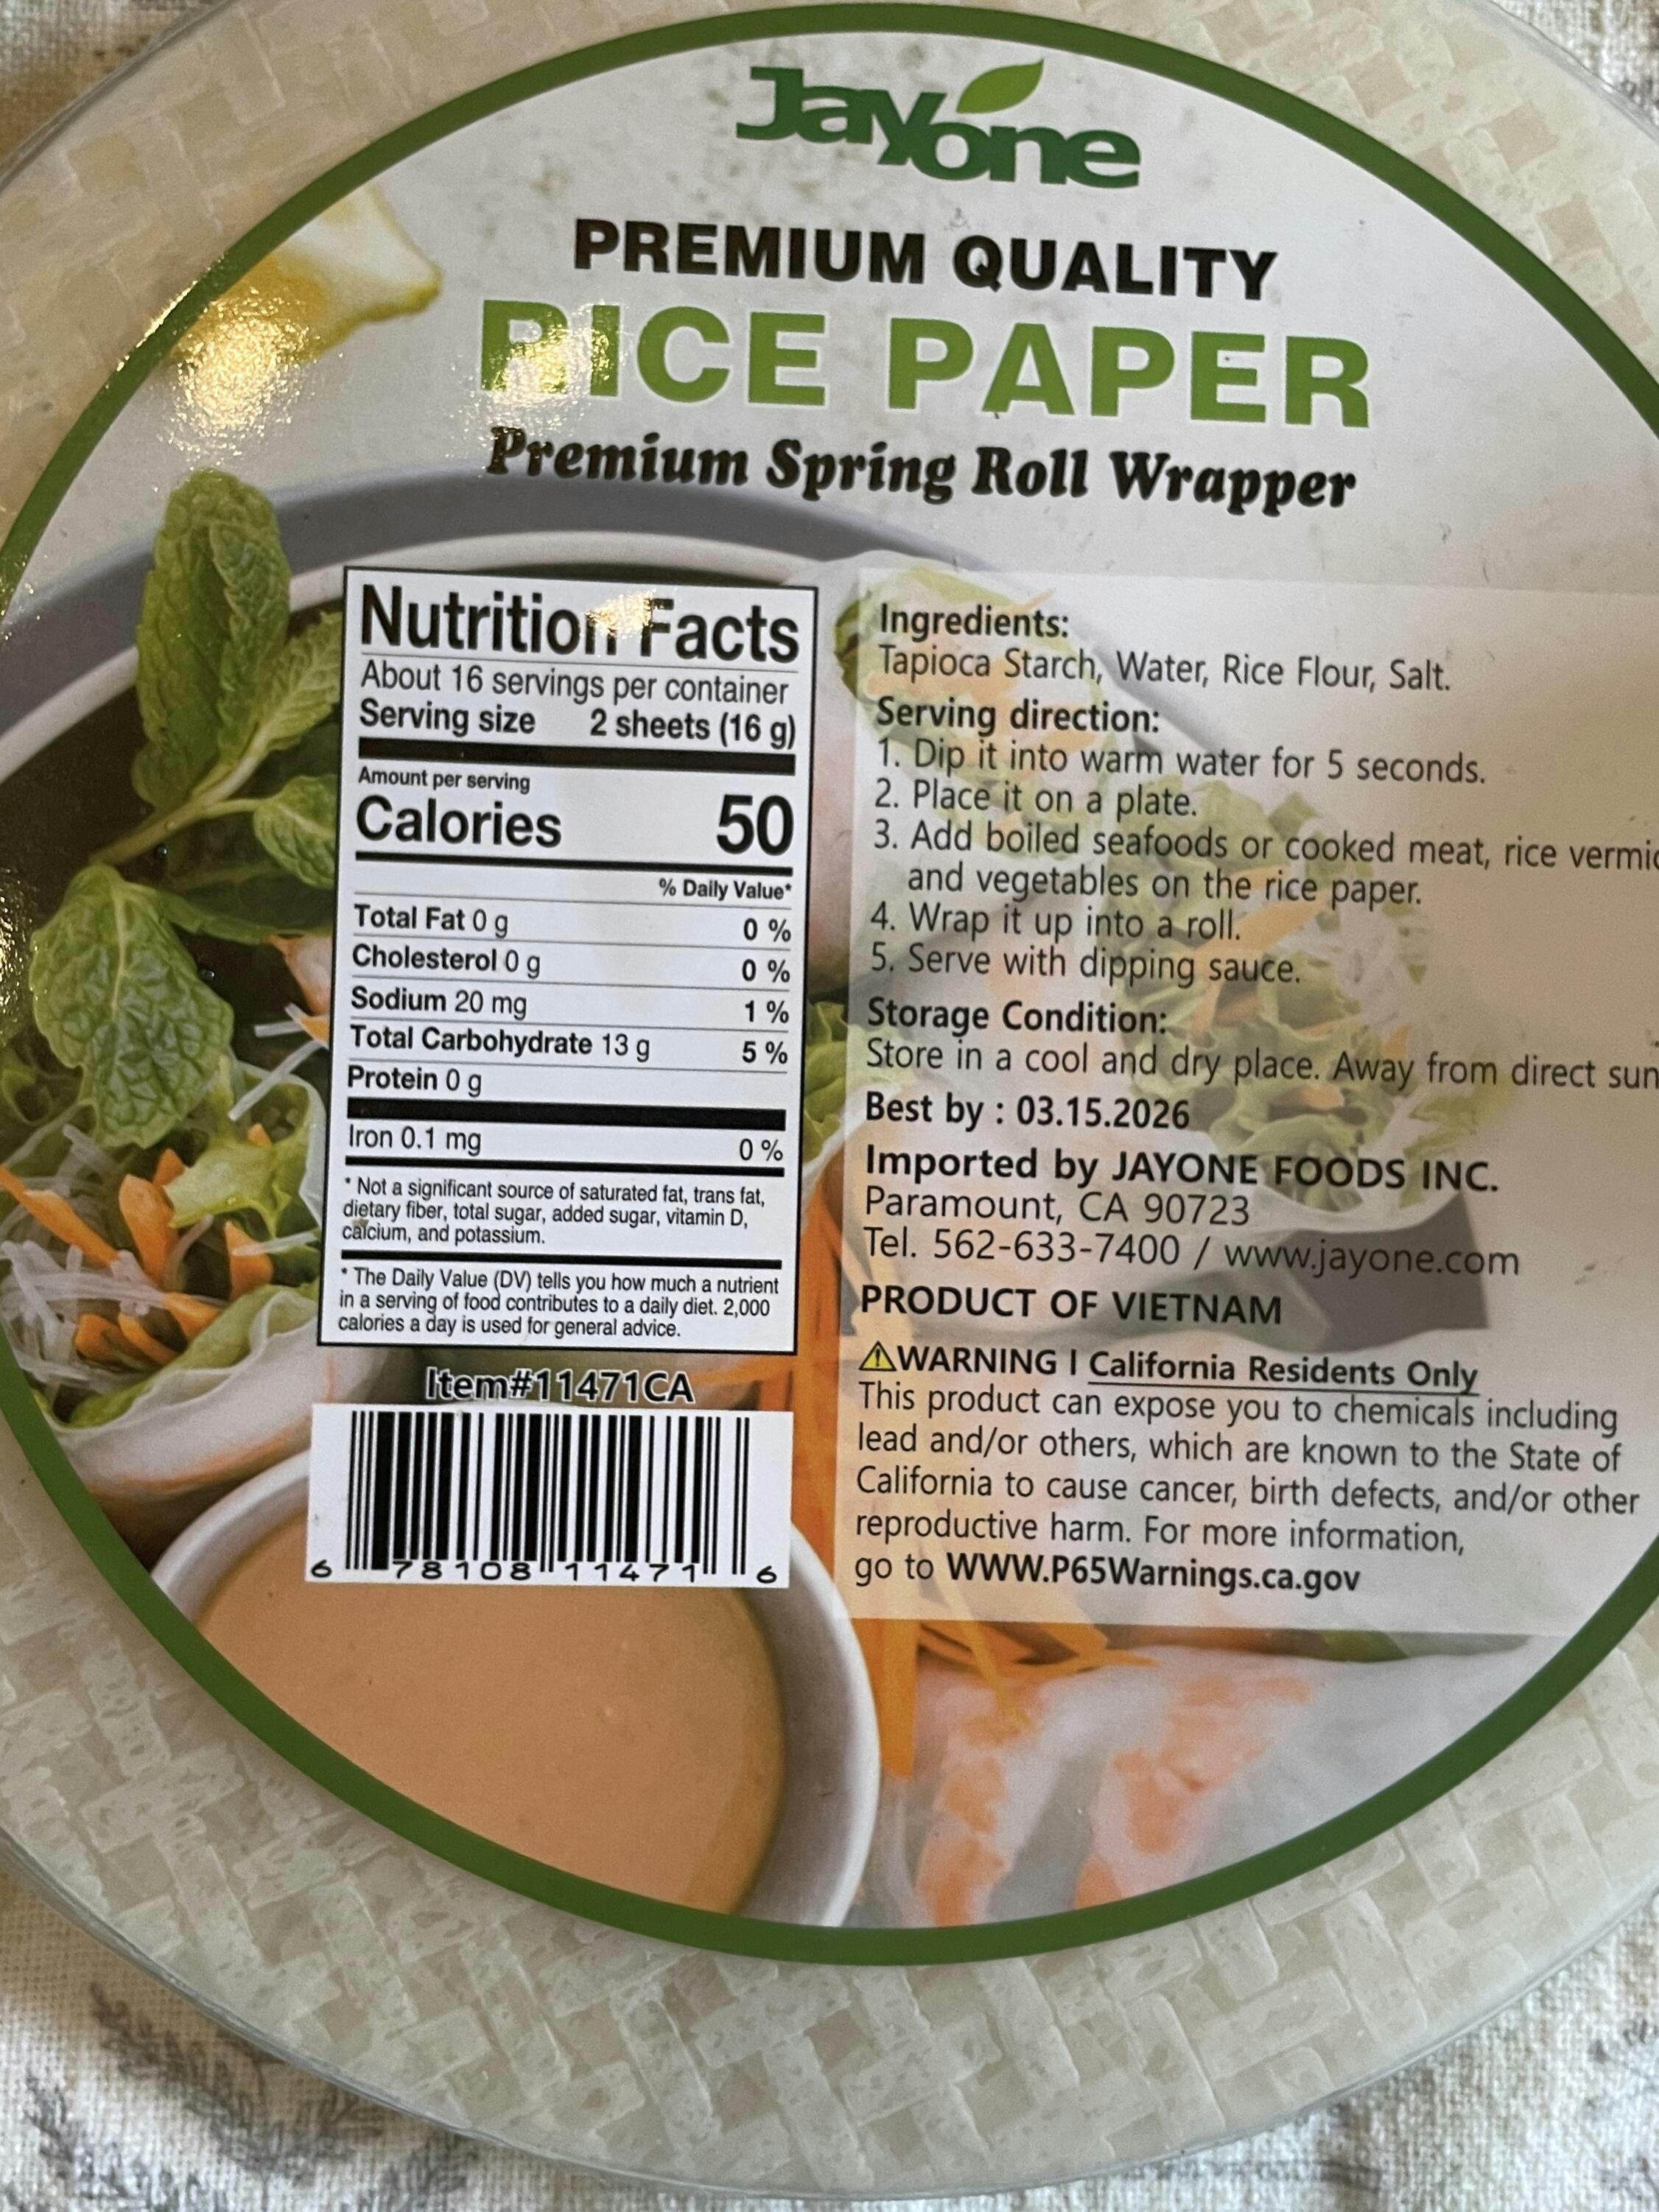 Jayone
PREMIUM QUALITY
RICE PAPER
Premium Spring Roll Wrapper
Nutrition Facts
About 16 servings per container
Serving size 2 sheets (16 g)
Amount per serving
Calories 50
% Daily Value*
Total Fat 0 g 0 %
Cholesterol 0 g 0 %
Sodium 20 mg 1 %
Total Carbohydrate 13 g 5 %
Protein 0 g
Iron 0.1 mg 0 %
* Not a significant source of saturated fat, trans fat,
dietary fiber, total sugar, added sugar, vitamin D,
calcium, and potassium.
* The Daily Value (DV) tells you how much a nutrient
in a serving of food contributes to a daily diet. 2,000
calories a day is used for general advice.
Item#11471CA
6 78108 11471 6
Ingredients:
Tapioca Starch, Water, Rice Flour, Salt.
Serving direction:
1. Dip it into warm water for 5 seconds.
2. Place it on a plate.
3. Add boiled seafoods or cooked meat, rice
and vegetables on the rice paper.
4. Wrap it up into a roll.
5. Serve with dipping sauce.
Storage Condition:
Store in a cool and dry place. Away from direct sun
Best by : 03.15.2026
Imported by JAYONE FOODS INC.
Paramount, CA 90723
Tel. 562-633-7400 / www.jayone.com
PRODUCT OF VIETNAM
⚠WARNING | California Residents Only
This product can expose you to chemicals including
lead and/or others, which are known to the State of
California to cause cancer, birth defects, and/or other
reproductive harm. For more information,
go to WWW.P65Warnings.ca.gov